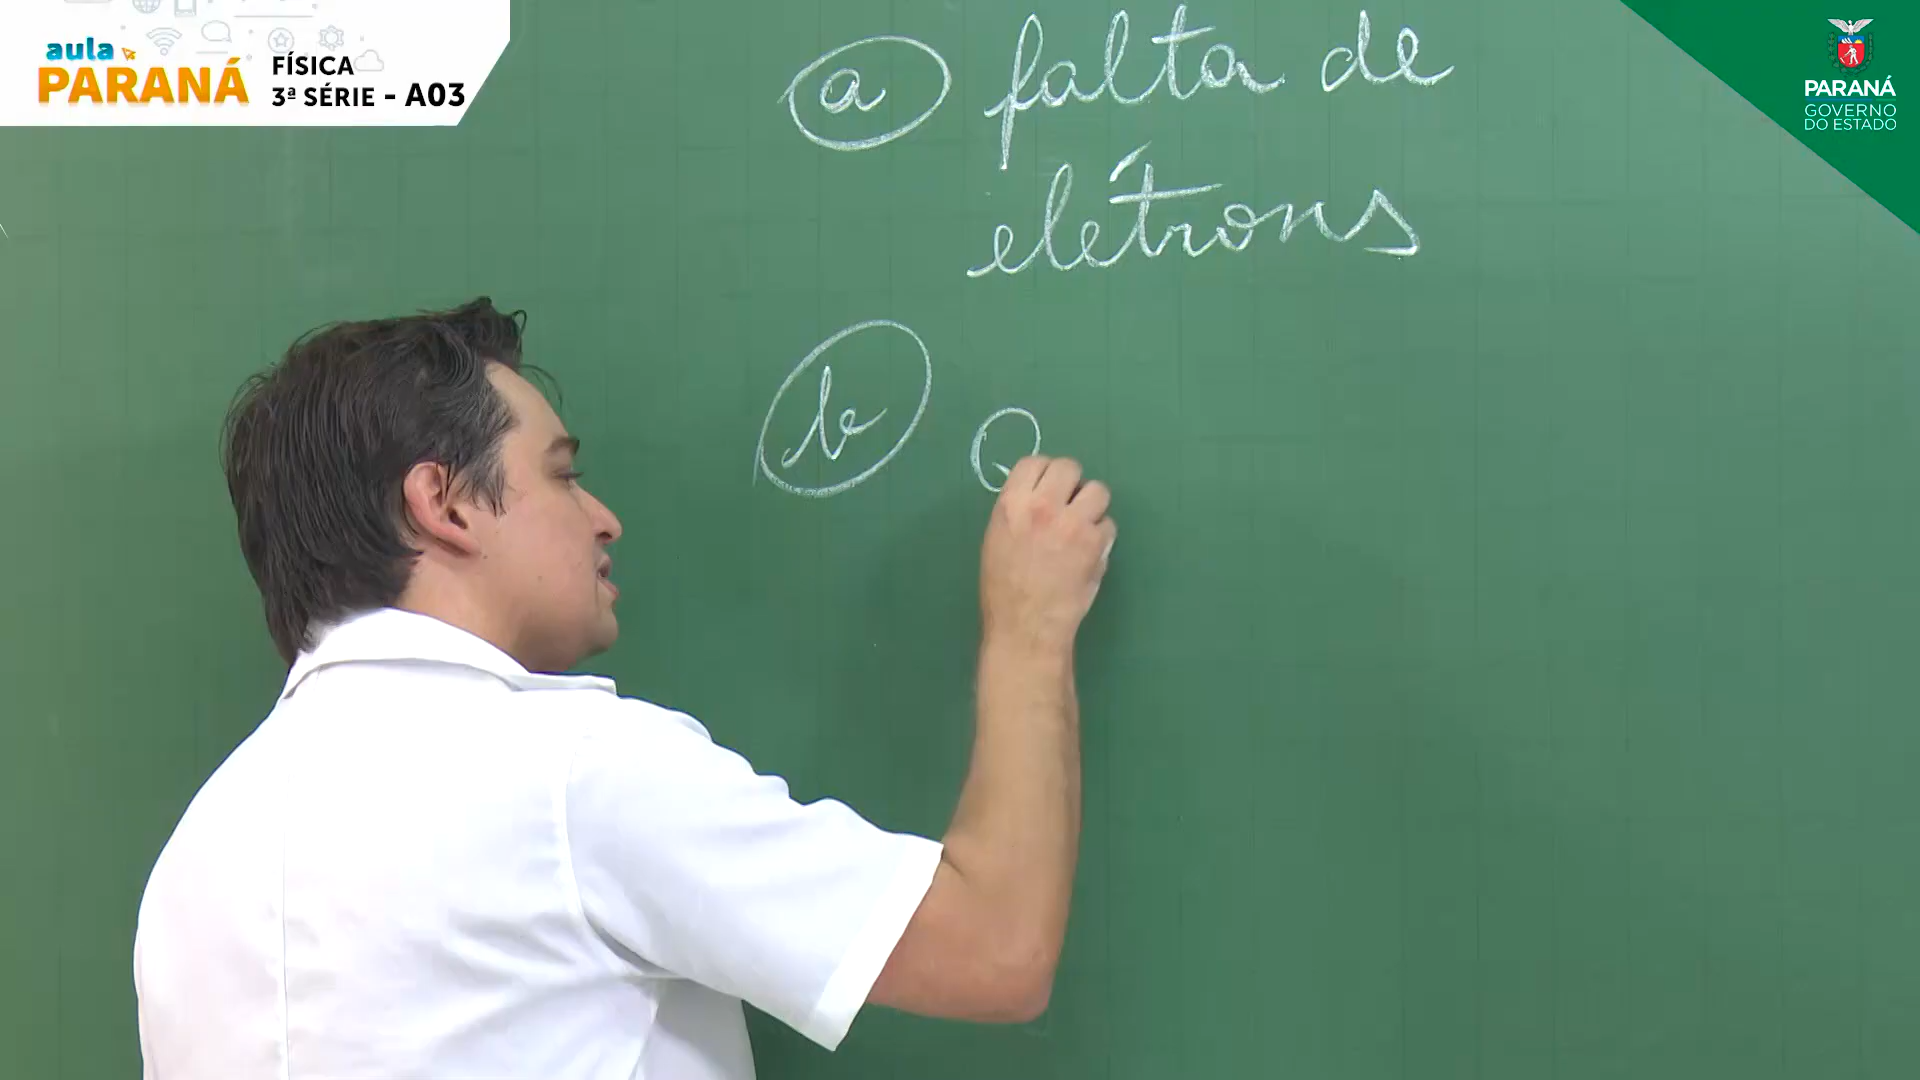 aula
PARANÁ
FÍSICA
3ª SÉRIE - A03
PARANÁ
GOVERNO
DO ESTADO
a falta de
elétrons
b Q